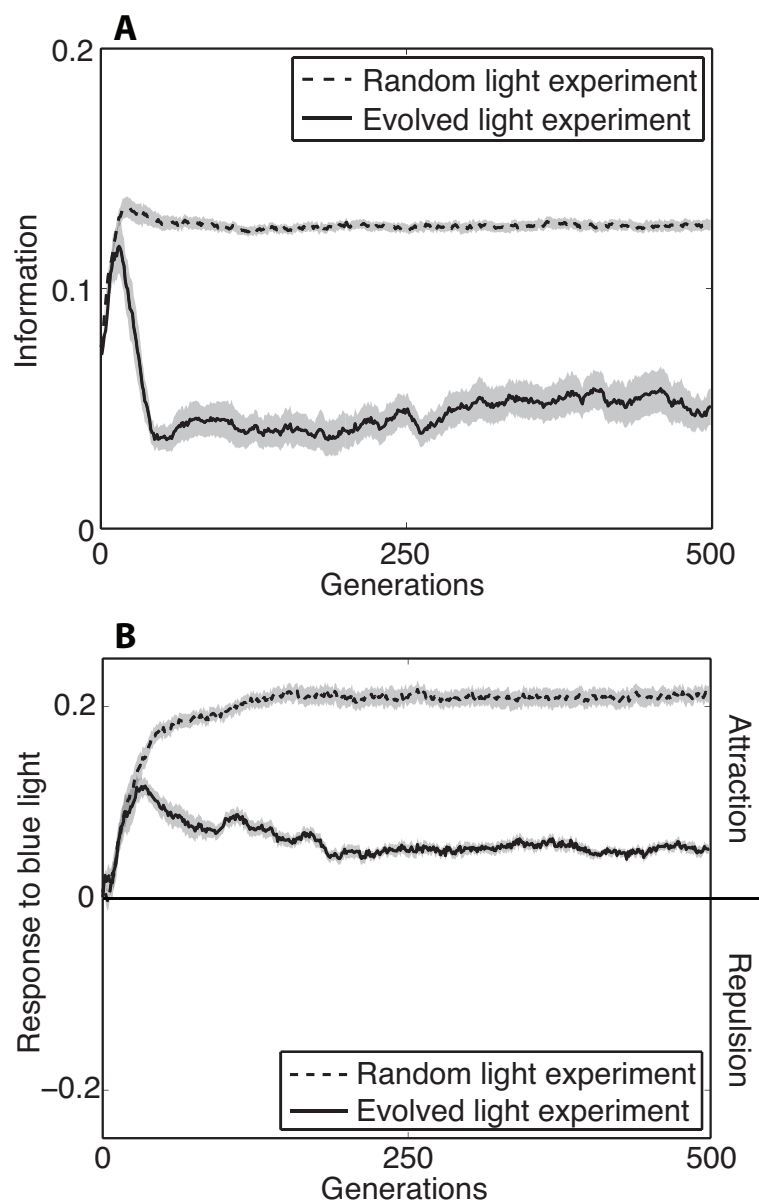 A
0.2
Random light experiment
Evolved light experiment
Information
0.1
0
0
250
500
Generations
B
0.2
Attraction
Response to blue light
0
Repulsion
−0.2
Random light experiment
Evolved light experiment
0
250
500
Generations